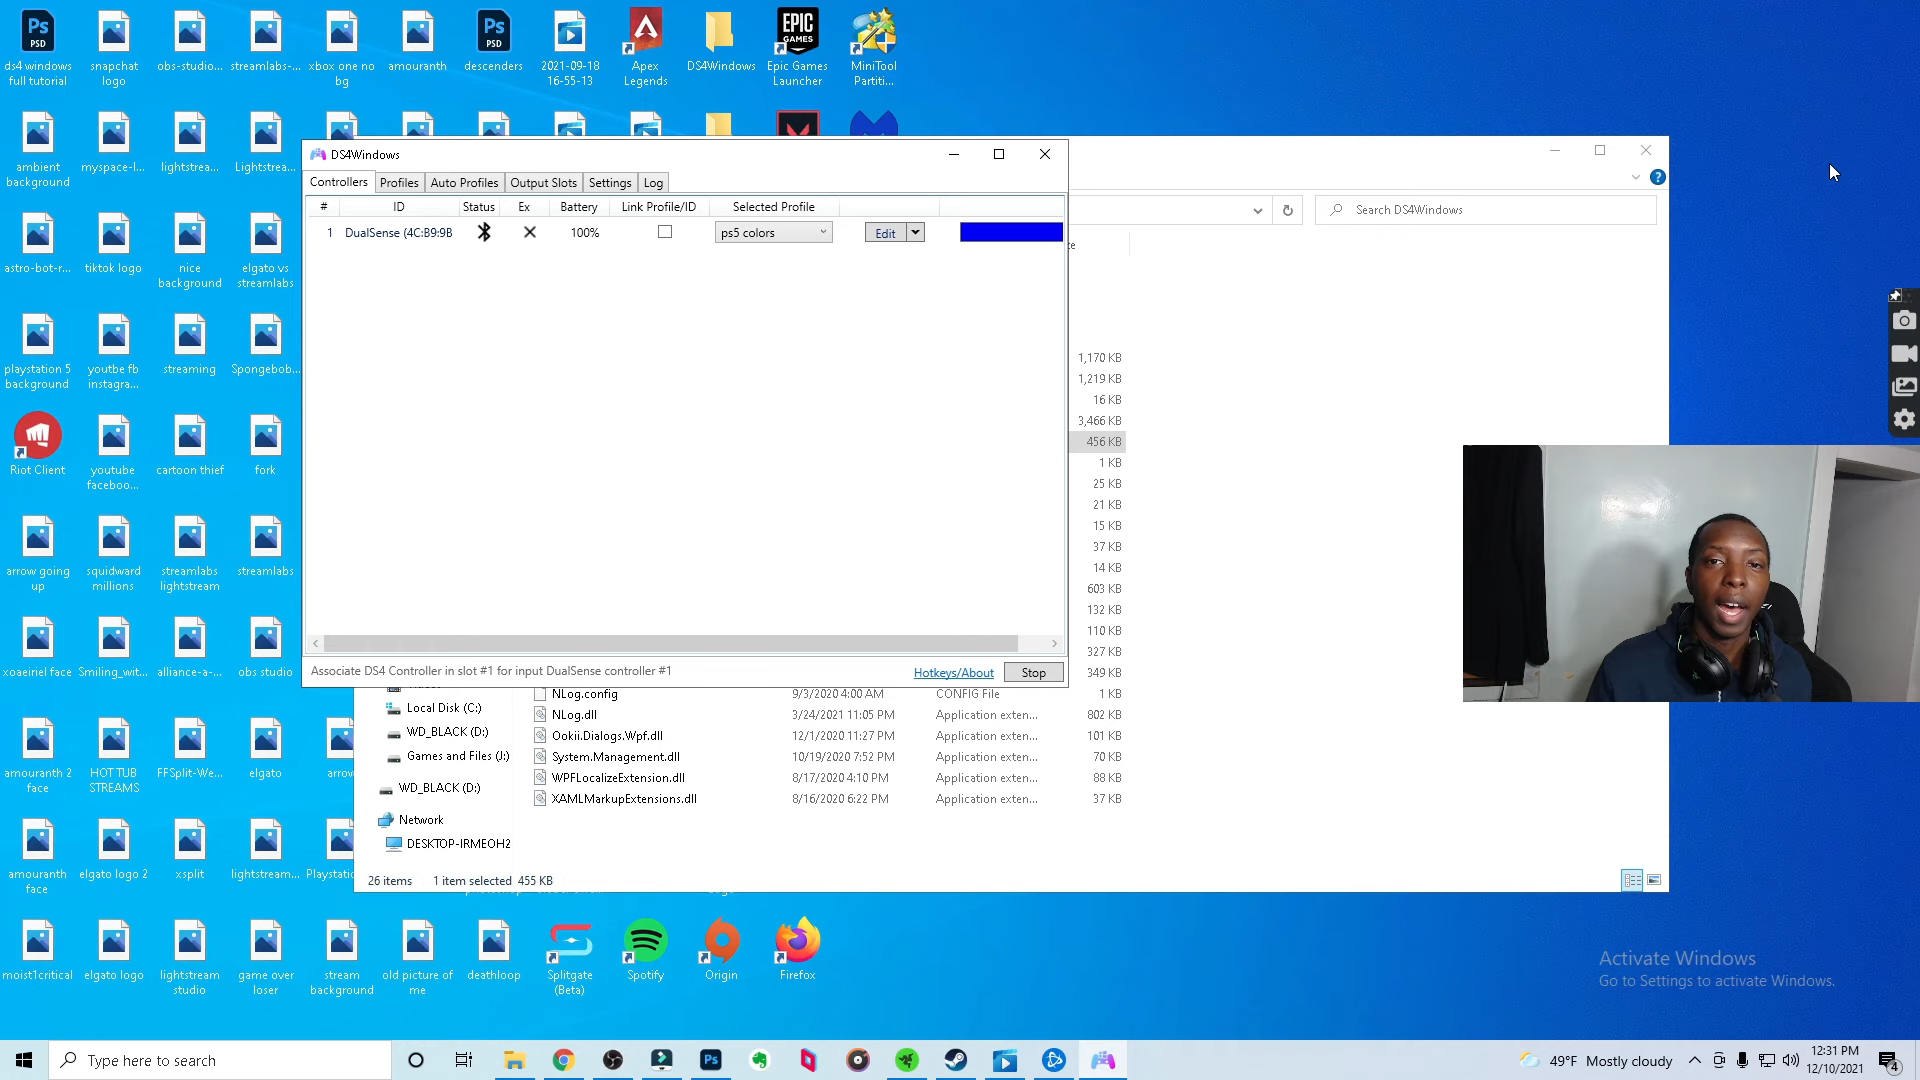 ds4 windows
full tutorial
snapchat
logo
obs-studio...
streamlabs-...
xbox one no
bg
amouranth
descenders
2021-09-18
16-55-13
Apex
Legends
DS4Windows
Epic Games
Launcher
MiniTool
Partiti...
ambient
background
myspace-l...
lightstrea...
Lightstrea...
astro-bot-r...
tiktok logo
nice
background
elgato vs
streamlabs
playstation 5
background
youtbe fb
instagra...
streaming
Spongebob...
Riot Client
youtube
faceboo...
cartoon thief
fork
arrow going
up
squidward
millions
streamlabs
lightstream
streamlabs
xoaeiriel face
Smiling_wit...
alliance-a-...
obs studio
amouranth 2
face
HOT TUB
STREAMS
FFSplit-We...
elgato
amouranth
face
elgato logo 2
xsplit
lightstream...
moist1critical
elgato logo
lightstream
studio
game over
loser
stream
background
old picture of
me
deathloop
Splitgate
(Beta)
Spotify
Origin
Firefox
DS4Windows
Controllers Profiles Auto Profiles Output Slots Settings Log
# ID Status Ex Battery Link Profile/ID Selected Profile
1 DualSense (4C:B9:9B 100% ps5 colors Edit
Associate DS4 Controller in slot #1 for input DualSense controller #1 Hotkeys/About Stop
Search DS4Windows
1,170 KB
1,219 KB
16 KB
3,466 KB
456 KB
1 KB
25 KB
21 KB
15 KB
37 KB
14 KB
603 KB
132 KB
110 KB
327 KB
349 KB
NLog.config 9/3/2020 4:00 AM CONFIG File 1 KB
NLog.dll 3/24/2021 11:05 PM Application exten... 802 KB
Ookii.Dialogs.Wpf.dll 12/1/2020 11:27 PM Application exten... 101 KB
System.Management.dll 10/19/2020 7:52 PM Application exten... 70 KB
WPFLocalizeExtension.dll 8/17/2020 4:10 PM Application exten... 88 KB
XAMLMarkupExtensions.dll 8/16/2020 6:22 PM Application exten... 37 KB
Local Disk (C:)
WD_BLACK (D:)
Games and Files (J:)
WD_BLACK (D:)
Network
DESKTOP-IRMEOH2
26 items 1 item selected 455 KB
Activate Windows
Go to Settings to activate Windows.
Type here to search
49°F Mostly cloudy
12:31 PM
12/10/2021
4